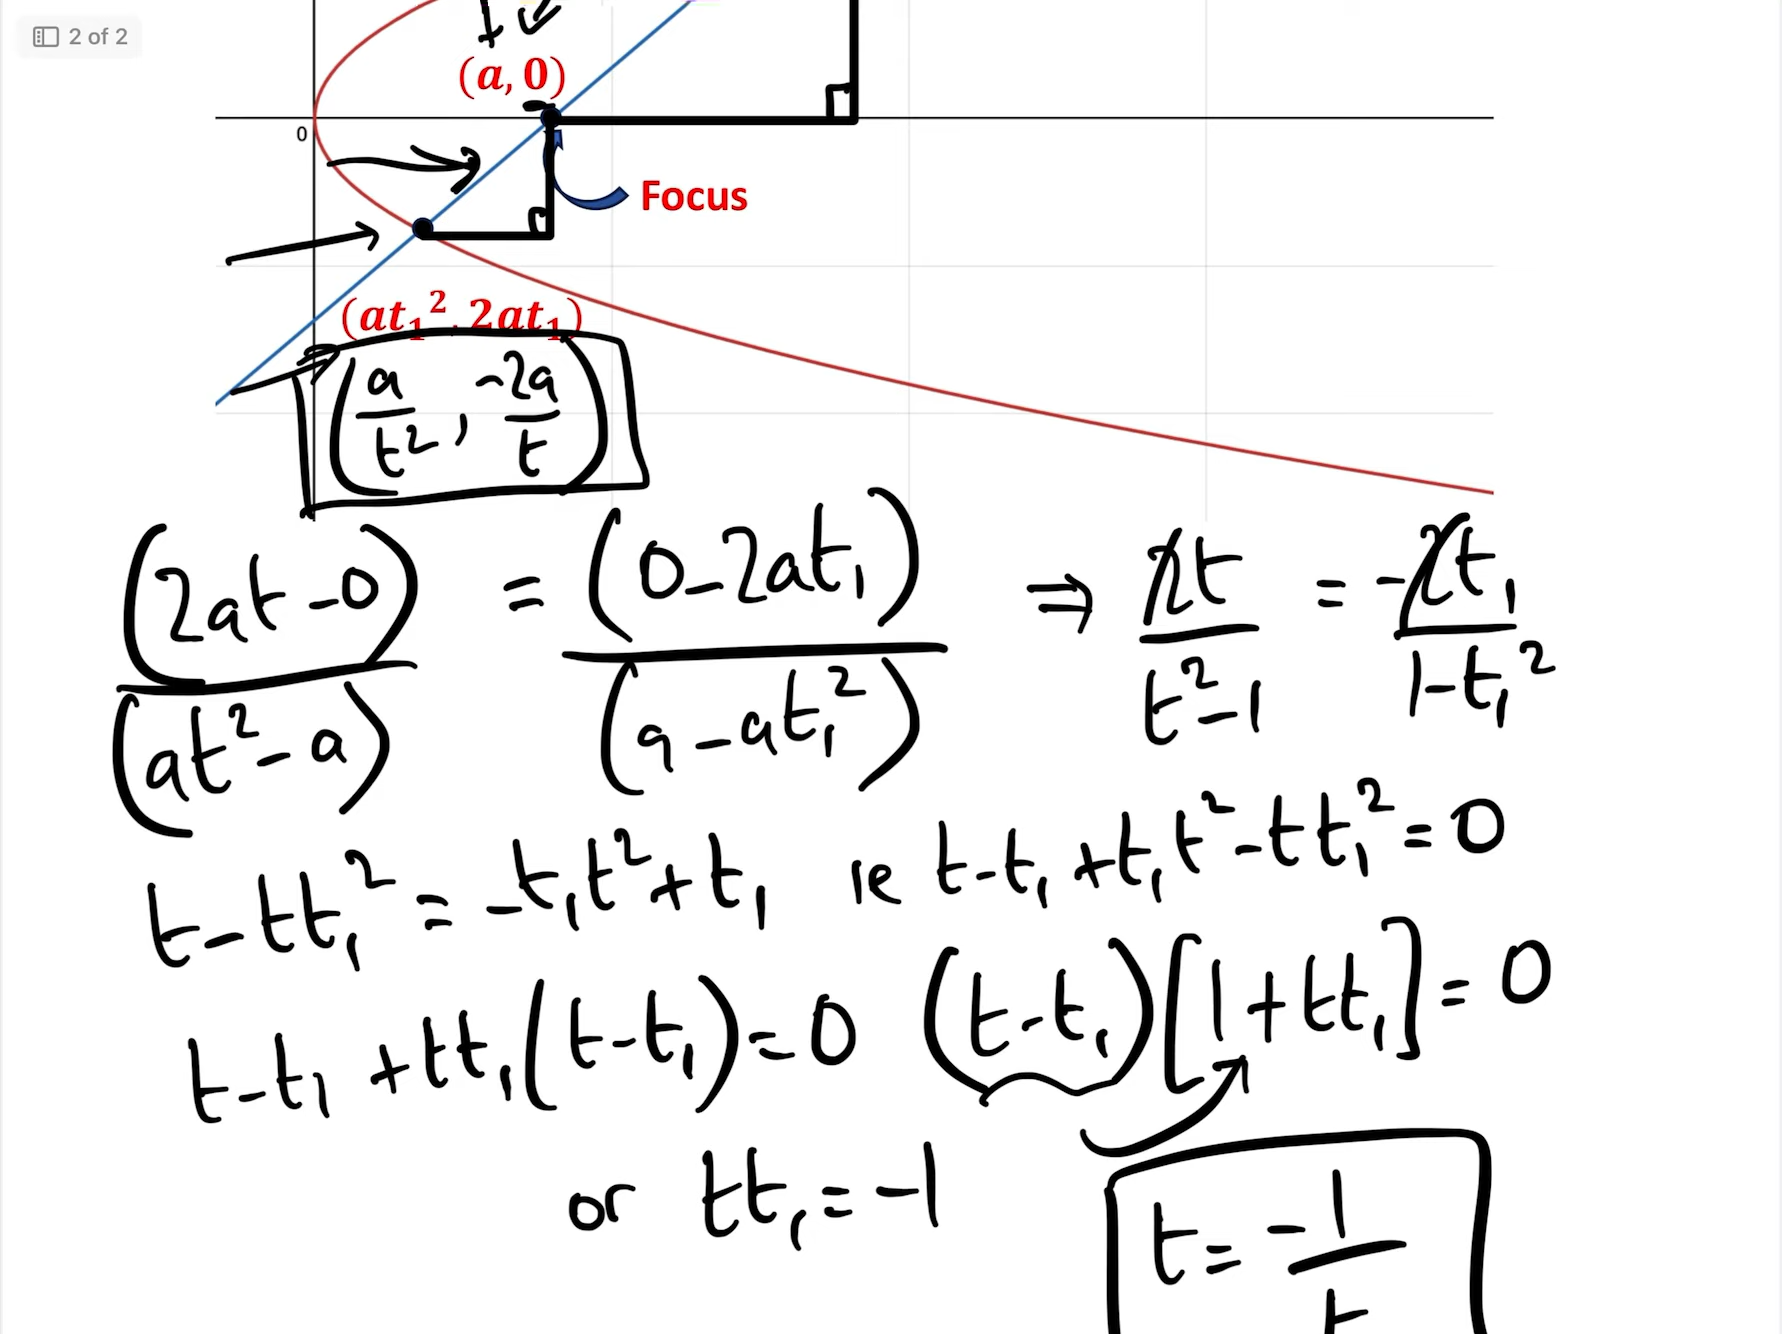 2 of 2
(a, 0)
0
Focus
(at₁², 2at₁)
(a/t², -2a/t)
(2at-0)/(at²-a) = (0-2at₁)/(a-at₁²) ⇒ 2t/(t²-1) = -2t₁/(1-t₁²)
t-tt₁² = -t₁t²+t₁ ie t-t₁+t₁t²-tt₁² = 0
t-t₁+tt₁(t-t₁) = 0 (t-t₁)[1+tt₁] = 0
or tt₁ = -1
t = -1/t